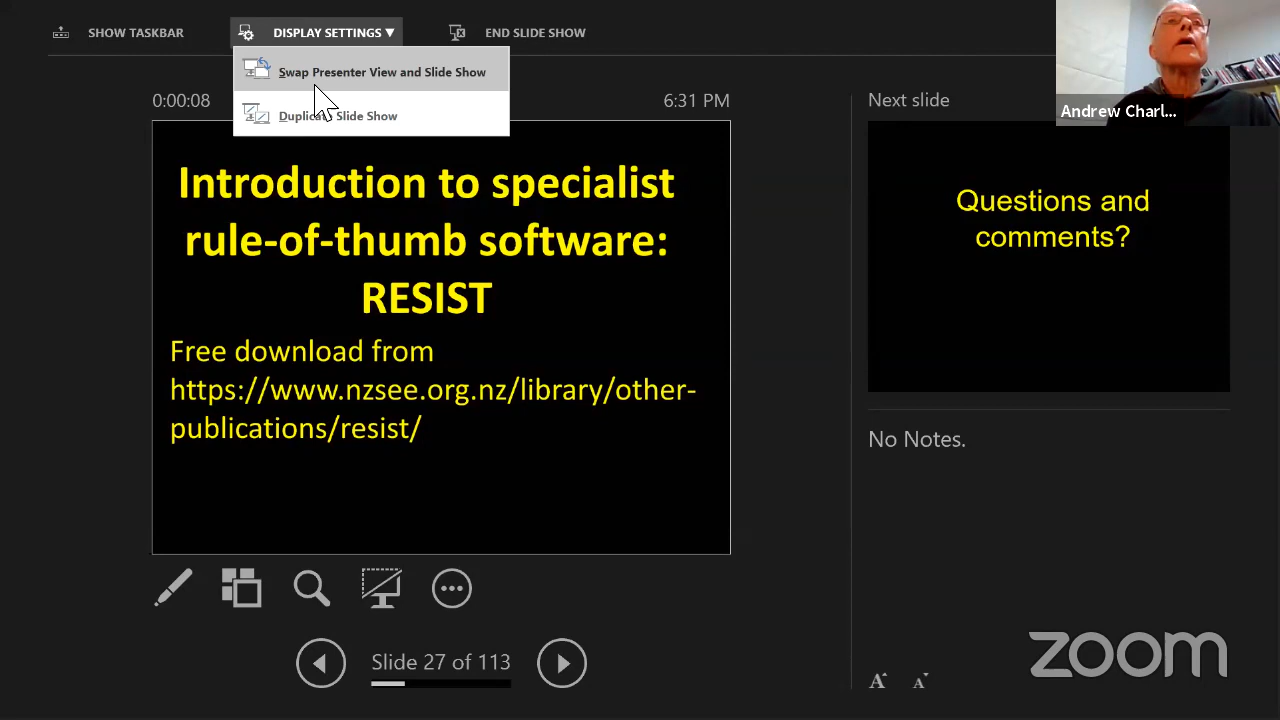 SHOW TASKBAR
DISPLAY SETTINGS ▼
END SLIDE SHOW
Swap Presenter View and Slide Show
Duplicate Slide Show
0:00:08
6:31 PM
Introduction to specialist
rule-of-thumb software:
RESIST
Free download from
https://www.nzsee.org.nz/library/other-
publications/resist/
Next slide
Andrew Charl...
Questions and
comments?
No Notes.
Slide 27 of 113
A A
zoom